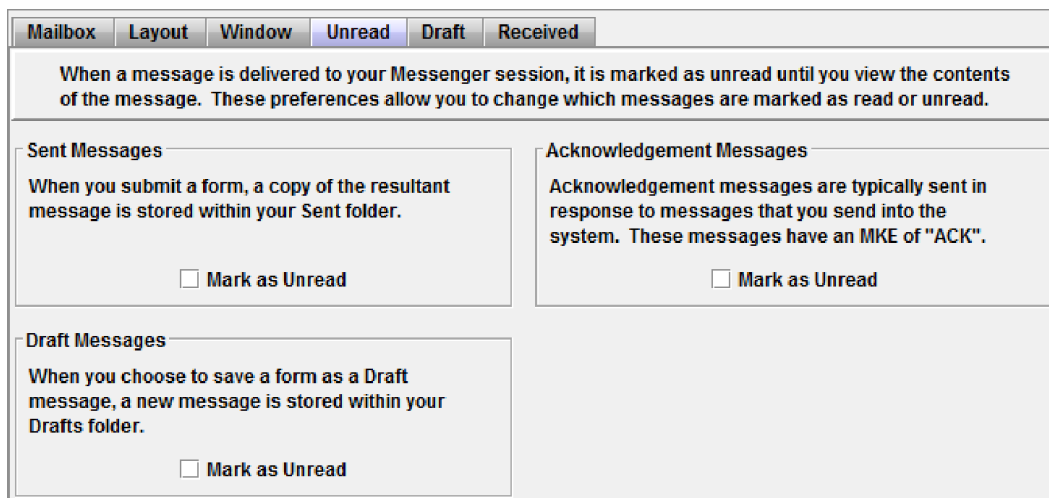 Mailbox Layout Window Unread Draft Received
When a message is delivered to your Messenger session, it is marked as unread until you view the contents
of the message.  These preferences allow you to change which messages are marked as read or unread.
Sent Messages
When you submit a form, a copy of the resultant
message is stored within your Sent folder.
Mark as Unread
Acknowledgement Messages
Acknowledgement messages are typically sent in
response to messages that you send into the
system.  These messages have an MKE of "ACK".
Mark as Unread
Draft Messages
When you choose to save a form as a Draft
message, a new message is stored within your
Drafts folder.
Mark as Unread